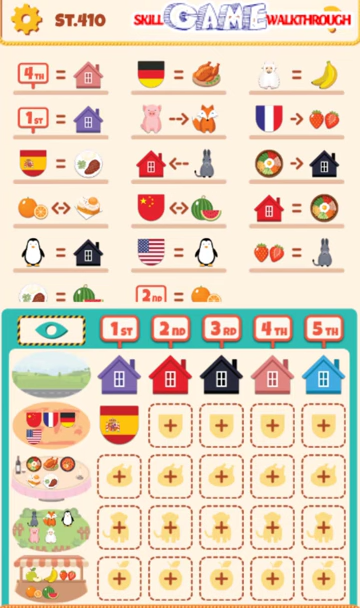 ST.410
SKILL GAME WALKTHROUGH
4TH = =  =
1ST = --> →
= <-- →
<-> <-> =
= = =
= 2ND =
1ST 2ND 3RD 4TH 5TH